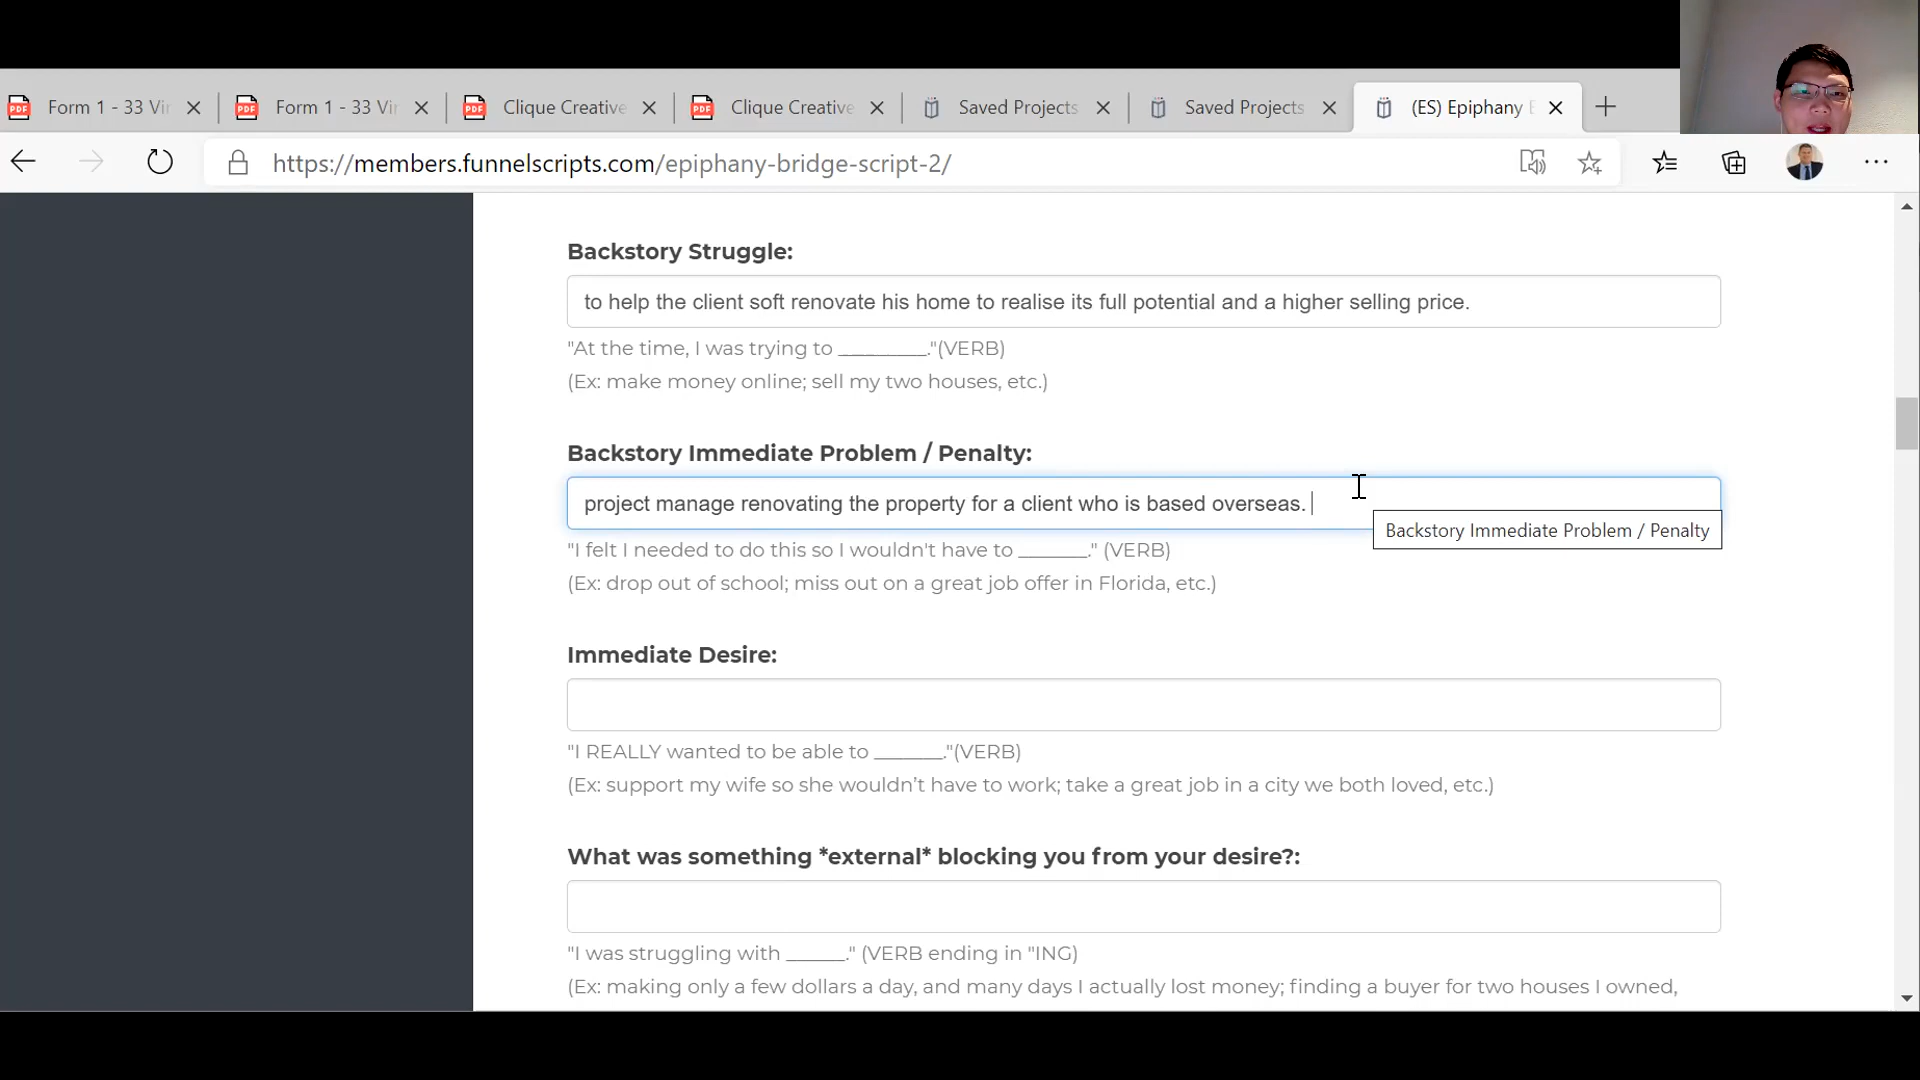 Form 1 - 33 Vir
Form 1 - 33 Vir
Clique Creative
Clique Creative
Saved Projects
Saved Projects
(ES) Epiphany
https://members.funnelscripts.com/epiphany-bridge-script-2/
Backstory Struggle:
to help the client soft renovate his home to realise its full potential and a higher selling price.
"At the time, I was trying to _________."(VERB)
(Ex: make money online; sell my two houses, etc.)
Backstory Immediate Problem / Penalty:
project manage renovating the property for a client who is based overseas.
Backstory Immediate Problem / Penalty
"I felt I needed to do this so I wouldn't have to _______." (VERB)
(Ex: drop out of school; miss out on a great job offer in Florida, etc.)
Immediate Desire:
"I REALLY wanted to be able to _______."(VERB)
(Ex: support my wife so she wouldn’t have to work; take a great job in a city we both loved, etc.)
What was something *external* blocking you from your desire?:
"I was struggling with ______." (VERB ending in "ING)
(Ex: making only a few dollars a day, and many days I actually lost money; finding a buyer for two houses I owned,